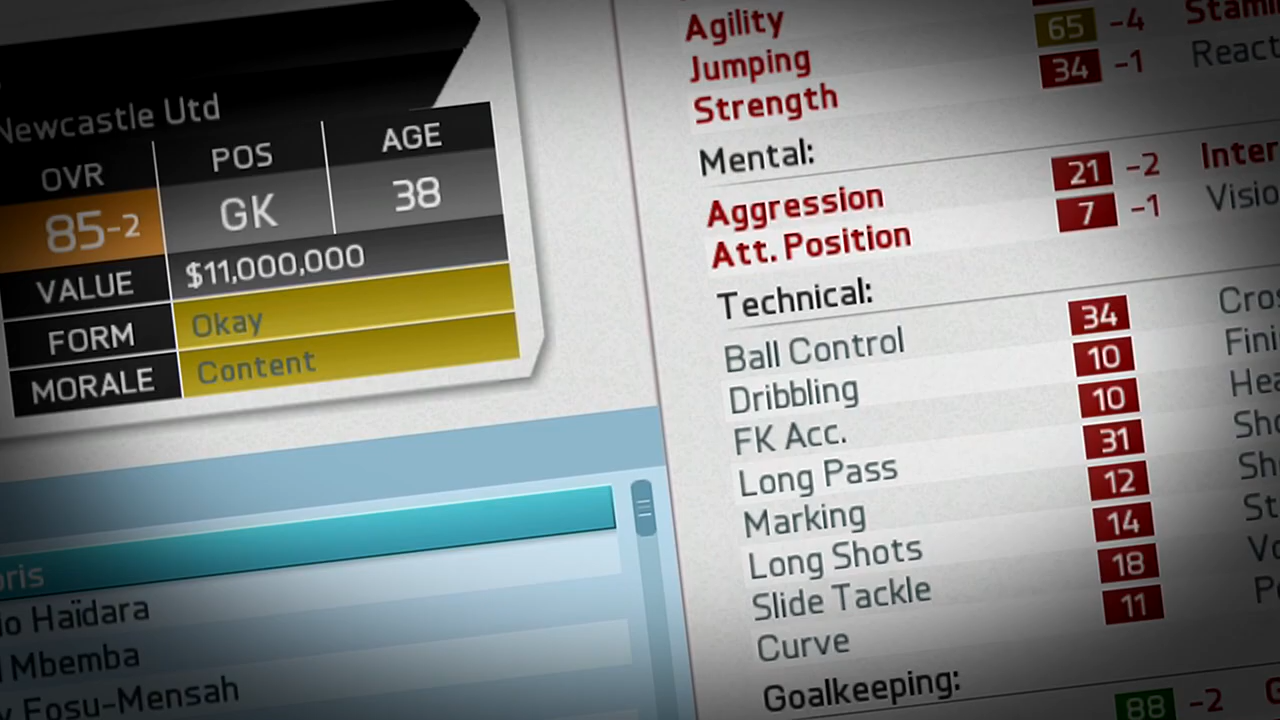 Newcastle Utd
OVR POS AGE
85-2 GK 38
VALUE $11,000,000
FORM Okay
MORALE Content
Haïdara
Mbemba
Fosu-Mensah
Agility
65 -4
Jumping
34 -1
Strength
Mental:
21 -2
Aggression
7 -1
Att. Position
Technical:
34
Ball Control
10
Dribbling
10
FK Acc.
31
Long Pass
12
Marking
14
Long Shots
18
Slide Tackle
11
Curve
Goalkeeping:
88 -2